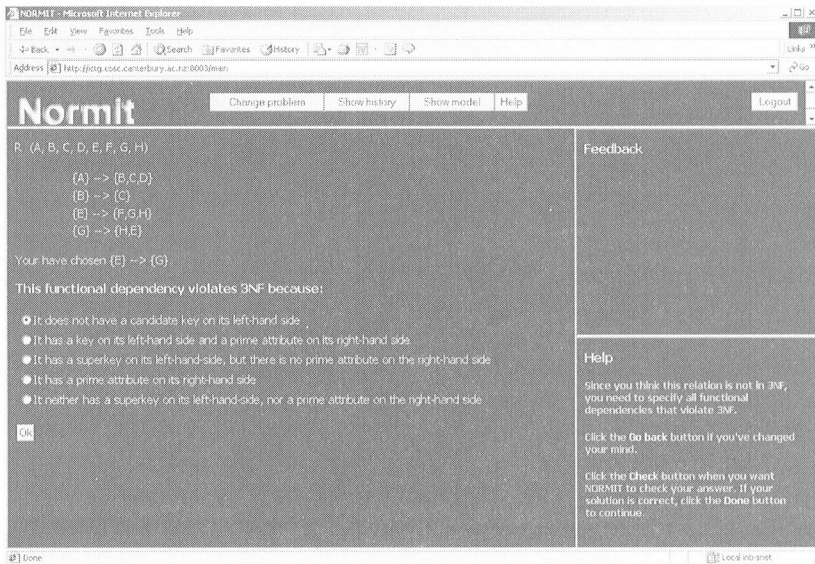 NORMIT - Microsoft Internet Explorer
File Edit View Favorites Tools Help
Back Search Favorites History
Links »
Address http://ictg.cosc.canterbury.ac.nz:8003/main
Go
Normit
Change problem Show history Show model Help
Logout
R (A, B, C, D, E, F, G, H)
{A} --> {B,C,D}
{B} --> {C}
{E} --> {F,G,H}
{G} --> {H,E}
Your have chosen {E} --> {G}
This functional dependency violates 3NF because:
It does not have a candidate key on its left-hand side
It has a key on its left-hand side and a prime attribute on its right-hand side
It has a superkey on its left-hand-side, but there is no prime attribute on the right-hand side
It has a prime attribute on its right-hand side
It neither has a superkey on its left-hand-side, nor a prime attribute on the right-hand side
Ok
Feedback
Help
Since you think this relation is not in 3NF,
you need to specify all functional
dependencies that violate 3NF.
Click the Go back button if you've changed
your mind.
Click the Check button when you want
NORMIT to check your answer. If your
solution is correct, click the Done button
to continue.
Done
Local intranet